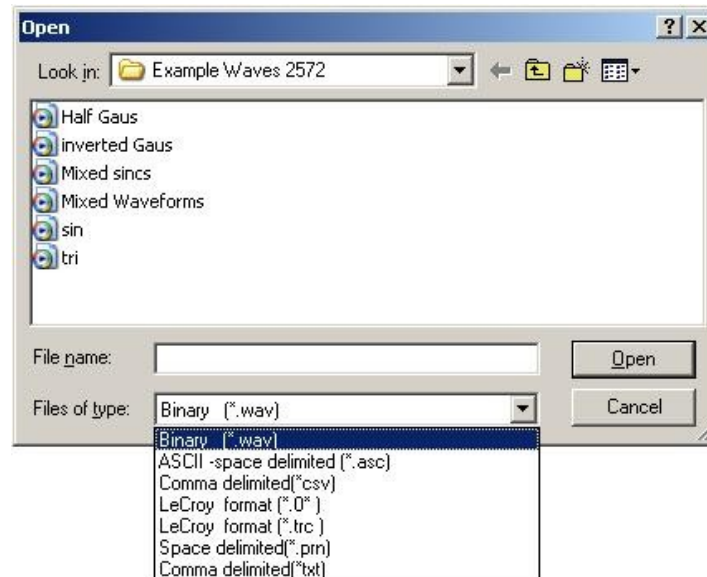 Open
Look in: Example Waves 2572
Half Gaus
inverted Gaus
Mixed sincs
Mixed Waveforms
sin
tri
File name:
Open
Files of type: Binary (*.wav)
Cancel
Binary (*.wav)
ASCII -space delimited (*.asc)
Comma delimited(*csv)
LeCroy format (*.0* )
LeCroy format (*.trc )
Space delimited(*.prn)
Comma delimited(*txt)